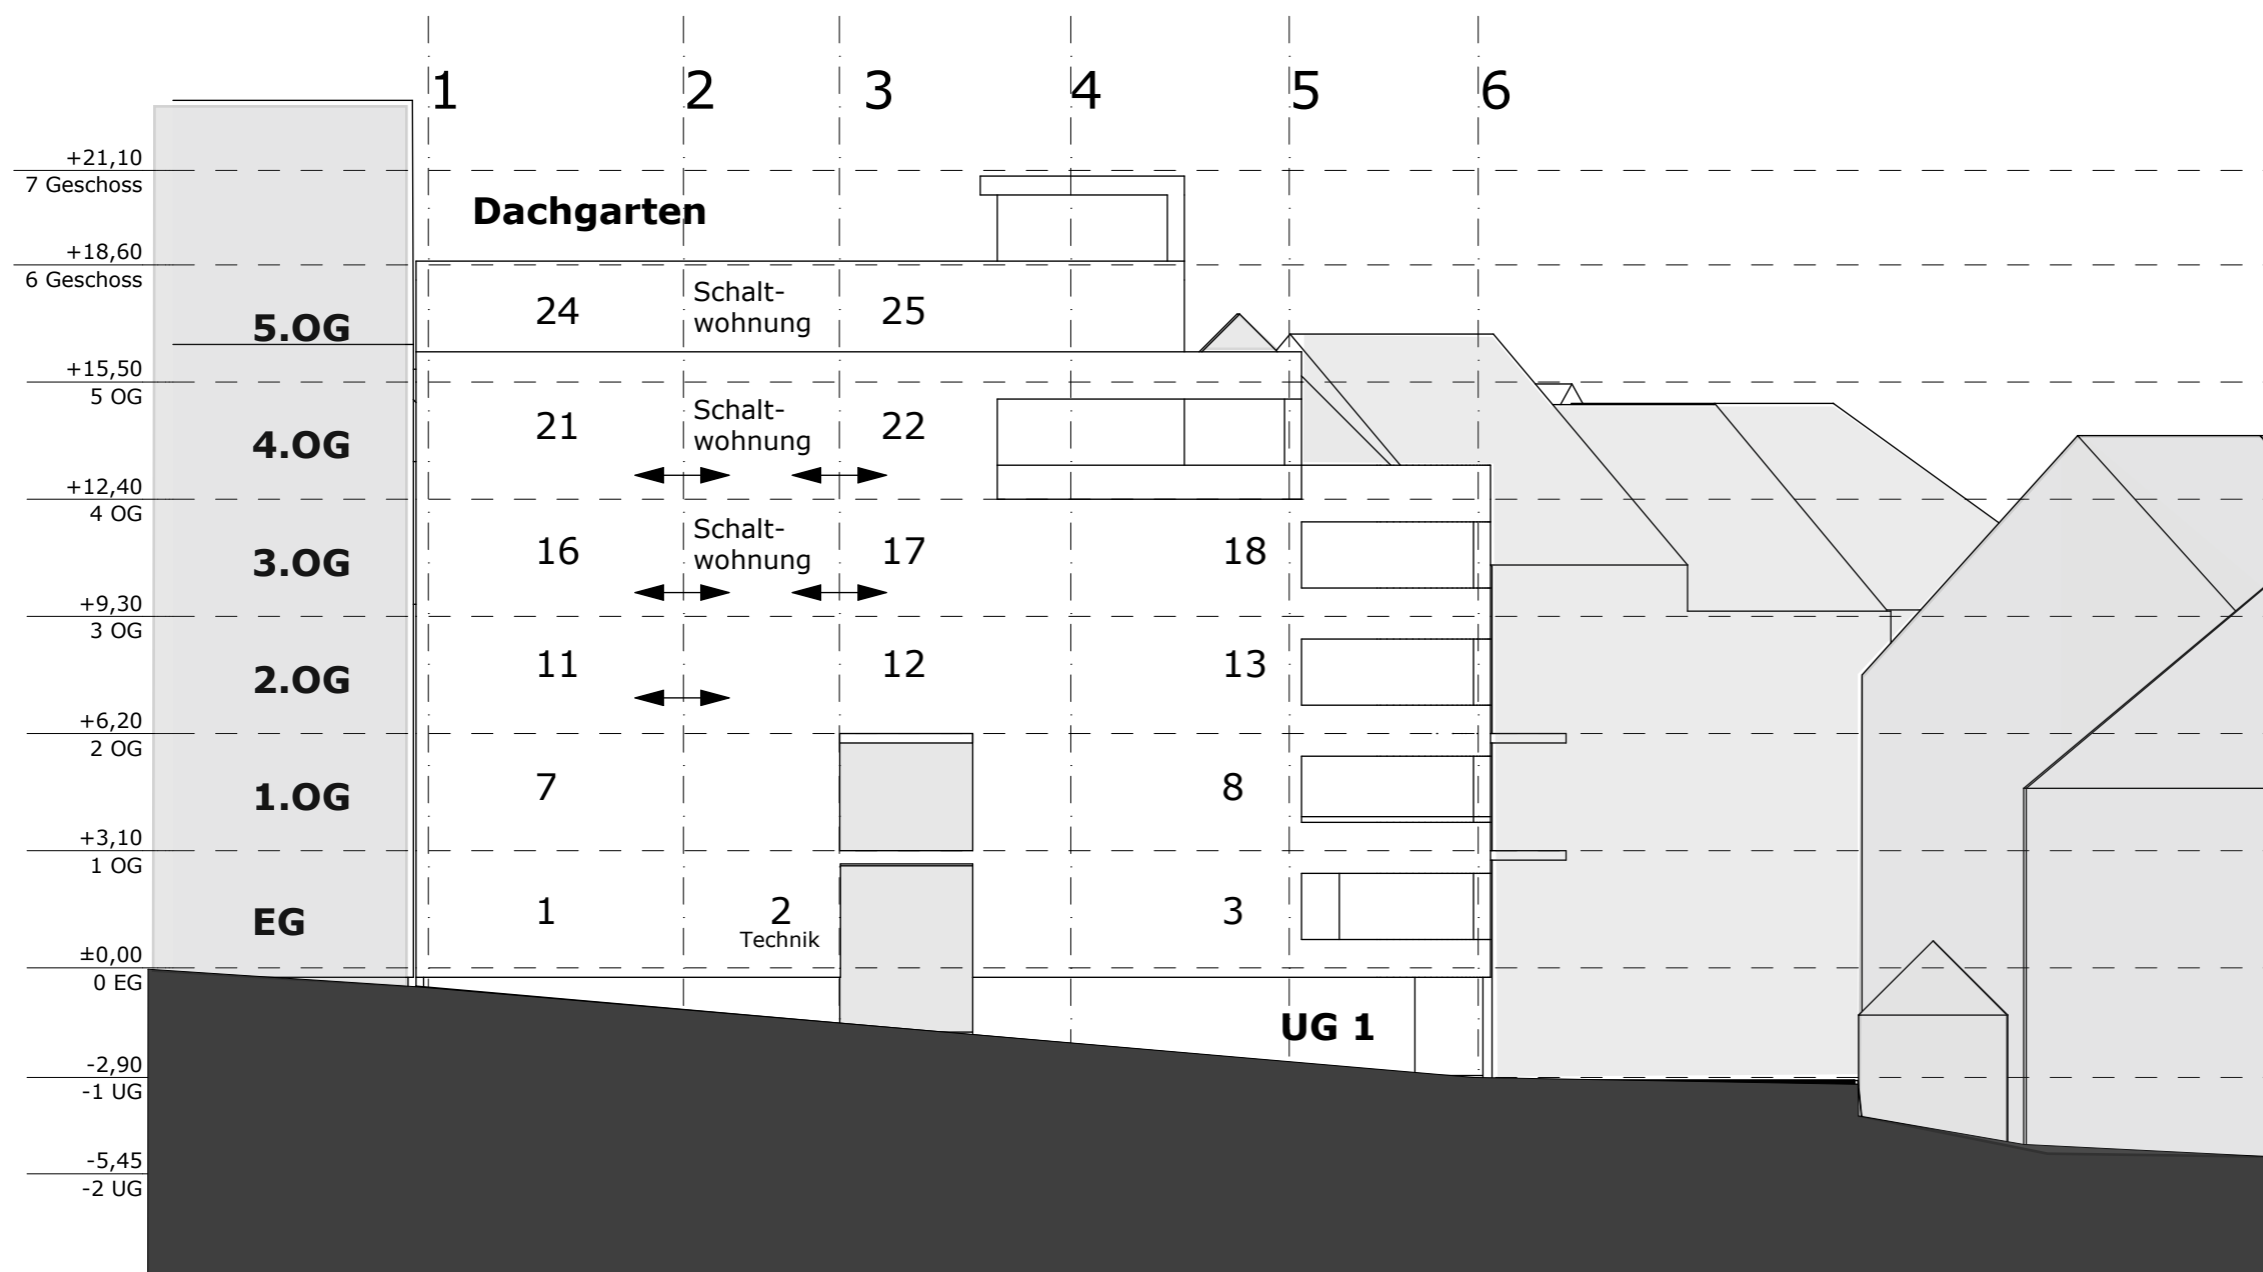 1 2 3 4 5 6
+21,10
7 Geschoss
Dachgarten
+18,60
6 Geschoss
5.OG
24
Schalt-
wohnung
25
+15,50
5 OG
4.OG
21
Schalt-
wohnung
22
+12,40
4 OG
3.OG
16
Schalt-
wohnung
17
18
+9,30
3 OG
2.OG
11
12
13
+6,20
2 OG
1.OG
7
8
+3,10
1 OG
EG
1
2
Technik
3
±0,00
0 EG
UG 1
-2,90
-1 UG
-5,45
-2 UG